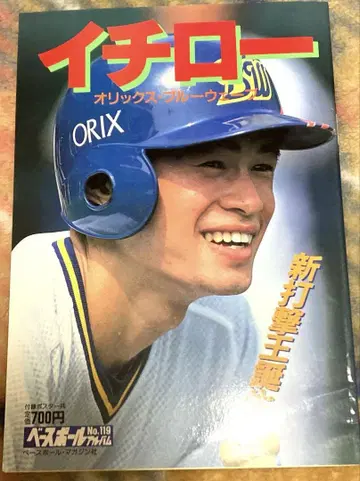 イチロー
オリックス・ブルーウェーブ
BW
ORIX
新打撃王誕
付録ポスター共
定価700円
ベースボールアルバム No.119
ベースボール・マガジン社